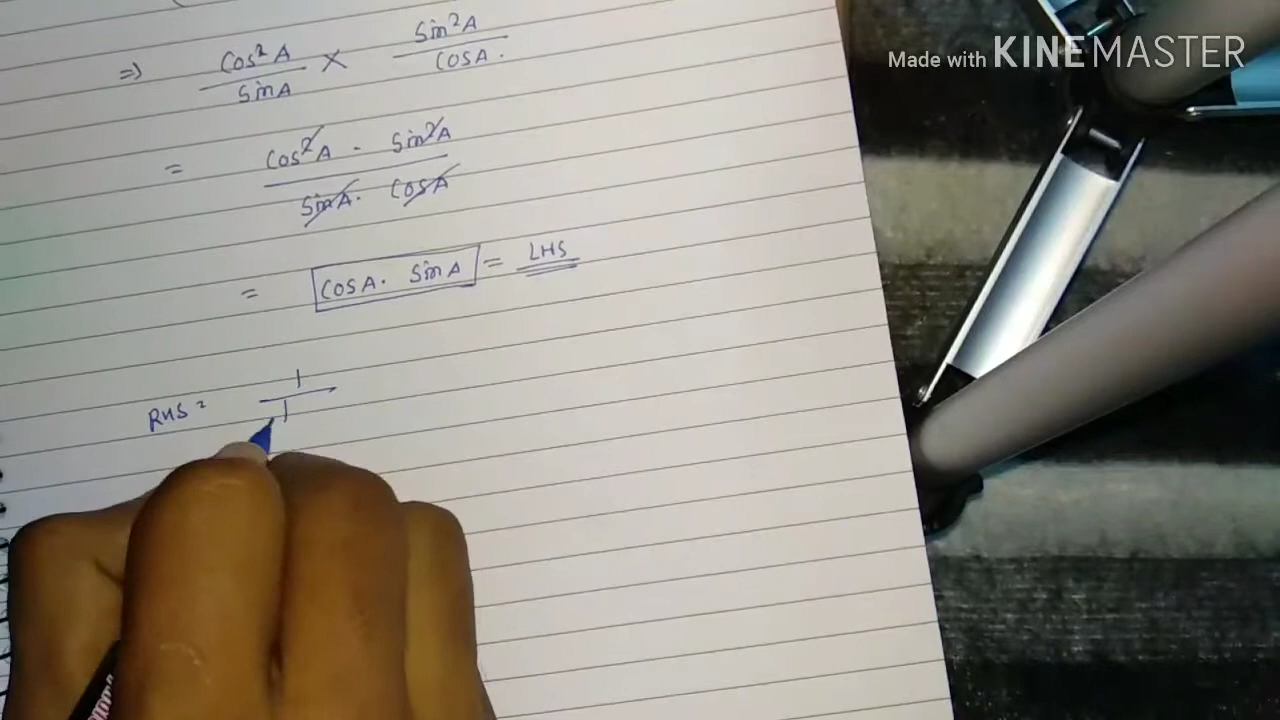 Made with KINEMASTER
=> Cos²A / SinA × Sin²A / CosA.
= Cos²A . Sin²A / SinA. CosA
= CosA. SinA = LHS
RHS = 1 / 1